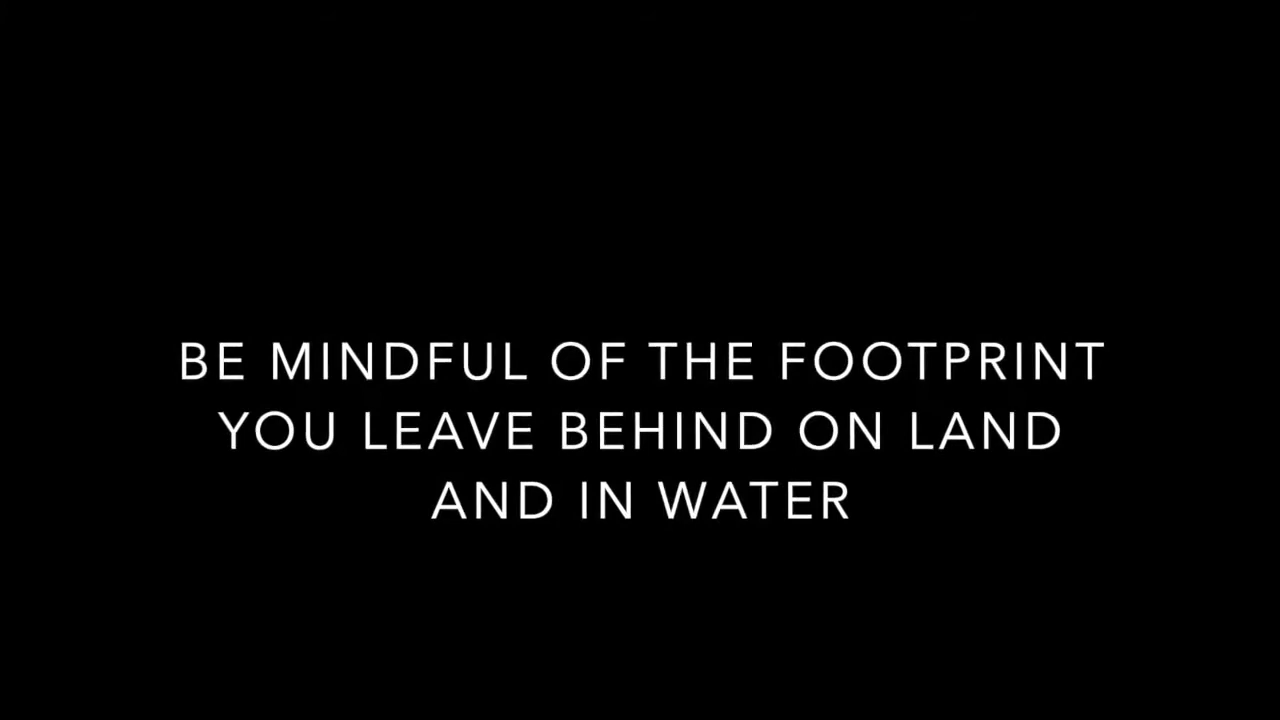 BE MINDFUL OF THE FOOTPRINT
YOU LEAVE BEHIND ON LAND
AND IN WATER